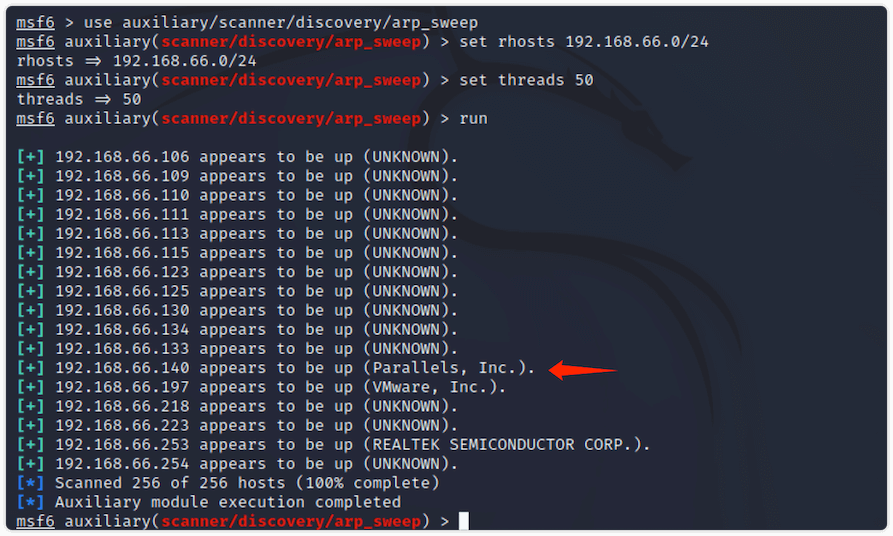 msf6 > use auxiliary/scanner/discovery/arp_sweep
msf6 auxiliary(scanner/discovery/arp_sweep) > set rhosts 192.168.66.0/24
rhosts ⇒ 192.168.66.0/24
msf6 auxiliary(scanner/discovery/arp_sweep) > set threads 50
threads ⇒ 50
msf6 auxiliary(scanner/discovery/arp_sweep) > run
[+] 192.168.66.106 appears to be up (UNKNOWN).
[+] 192.168.66.109 appears to be up (UNKNOWN).
[+] 192.168.66.110 appears to be up (UNKNOWN).
[+] 192.168.66.111 appears to be up (UNKNOWN).
[+] 192.168.66.113 appears to be up (UNKNOWN).
[+] 192.168.66.115 appears to be up (UNKNOWN).
[+] 192.168.66.123 appears to be up (UNKNOWN).
[+] 192.168.66.125 appears to be up (UNKNOWN).
[+] 192.168.66.130 appears to be up (UNKNOWN).
[+] 192.168.66.134 appears to be up (UNKNOWN).
[+] 192.168.66.133 appears to be up (UNKNOWN).
[+] 192.168.66.140 appears to be up (Parallels, Inc.).
[+] 192.168.66.197 appears to be up (VMware, Inc.).
[+] 192.168.66.218 appears to be up (UNKNOWN).
[+] 192.168.66.223 appears to be up (UNKNOWN).
[+] 192.168.66.253 appears to be up (REALTEK SEMICONDUCTOR CORP.).
[+] 192.168.66.254 appears to be up (UNKNOWN).
[*] Scanned 256 of 256 hosts (100% complete)
[*] Auxiliary module execution completed
msf6 auxiliary(scanner/discovery/arp_sweep) >